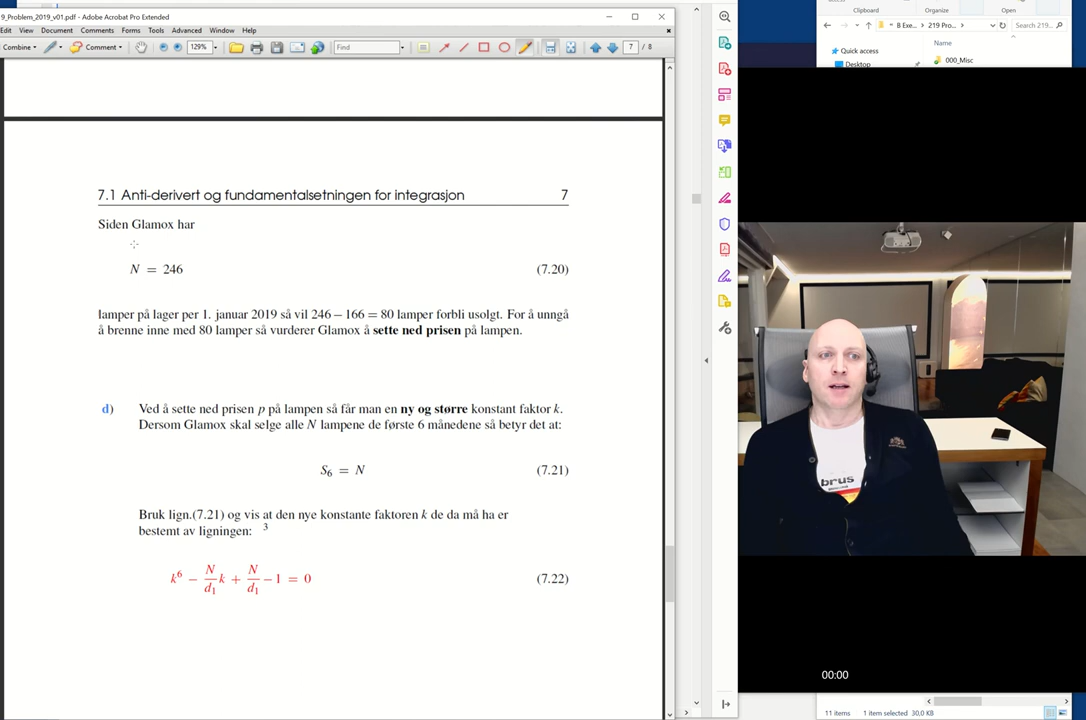 9_Problem_2019_v01.pdf - Adobe Acrobat Pro Extended
Edit View Document Comments Forms Tools Advanced Window Help
Combine Comment 129% Find 7 / 8
7.1 Anti-derivert og fundamentalsetningen for integrasjon 7
Siden Glamox har
N = 246 (7.20)
lamper på lager per 1. januar 2019 så vil 246 − 166 = 80 lamper forbli usolgt. For å unngå
å brenne inne med 80 lamper så vurderer Glamox å sette ned prisen på lampen.
d) Ved å sette ned prisen p på lampen så får man en ny og større konstant faktor k.
Dersom Glamox skal selge alle N lampene de første 6 månedene så betyr det at:
S₆ = N (7.21)
Bruk lign.(7.21) og vis at den nye konstante faktoren k de da må ha er
bestemt av ligningen: ³
k⁶ − N/d₁ k + N/d₁ − 1 = 0 (7.22)
Clipboard Organize Open
« B Exe... › 219 Pro... › Search 219...
Name
Quick access
Desktop
000_Misc
brus
00:00
11 items 1 item selected 30,0 KB